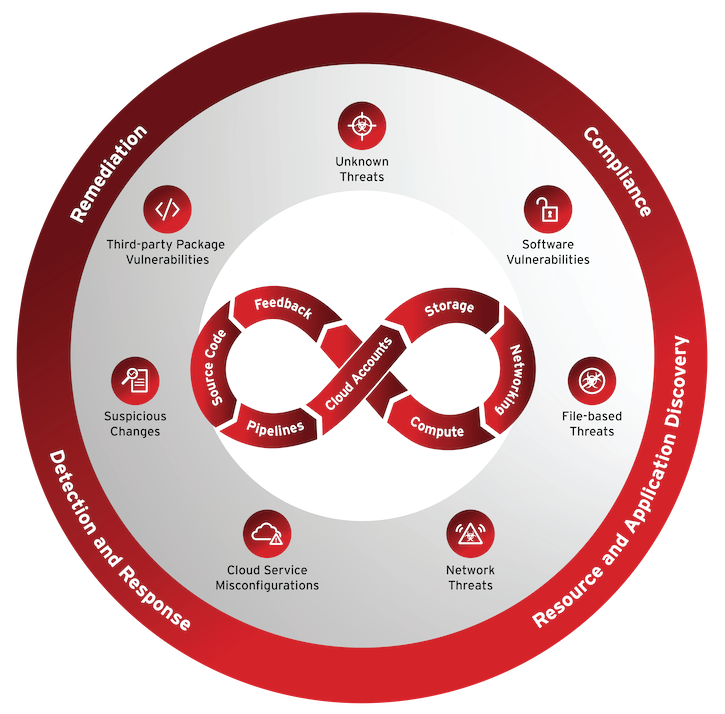 Remediation
Compliance
Resource and Application Discovery
Detection and Response
Unknown
Threats
Software
Vulnerabilities
File-based
Threats
Network
Threats
Cloud Service
Misconfigurations
Suspicious
Changes
Third-party Package
Vulnerabilities
Source Code
Pipelines
Cloud Accounts
Storage
Networking
Compute
Feedback